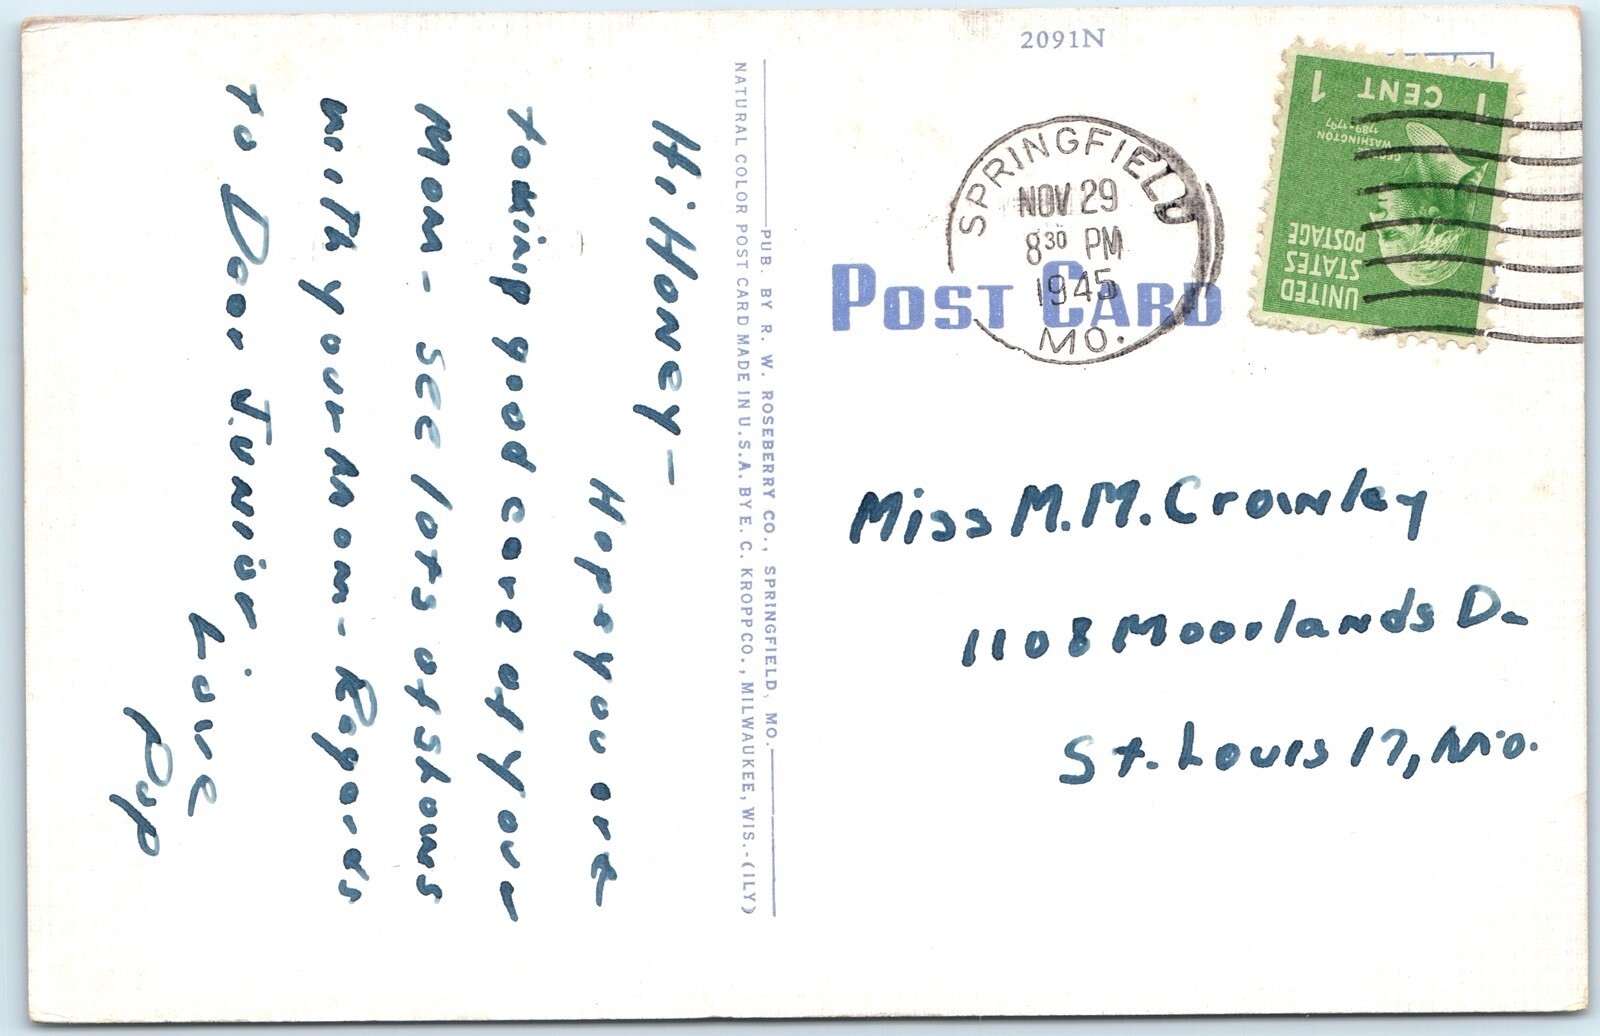 Hi Honey -
Hope you are
taking good care of your
Mom - see lots of shows
with your Mom - Regards
to Dear Junior
Love
Pop
PUB. BY R. W. ROSEBERRY CO., SPRINGFIELD, MO.
NATURAL COLOR POST CARD MADE IN U.S.A. BY E. C. KROPP CO., MILWAUKEE, WIS.-(ILY)
2091N
POST CARD
SPRINGFIELD
NOV 29
8 30 PM
1945
MO.
UNITED
STATES
POSTAGE
GEORGE
WASHINGTON
1789-1797
1 CENT 1
Miss M.M. Crowley
1108 Moorlands Dr
St. Louis 17, Mo.